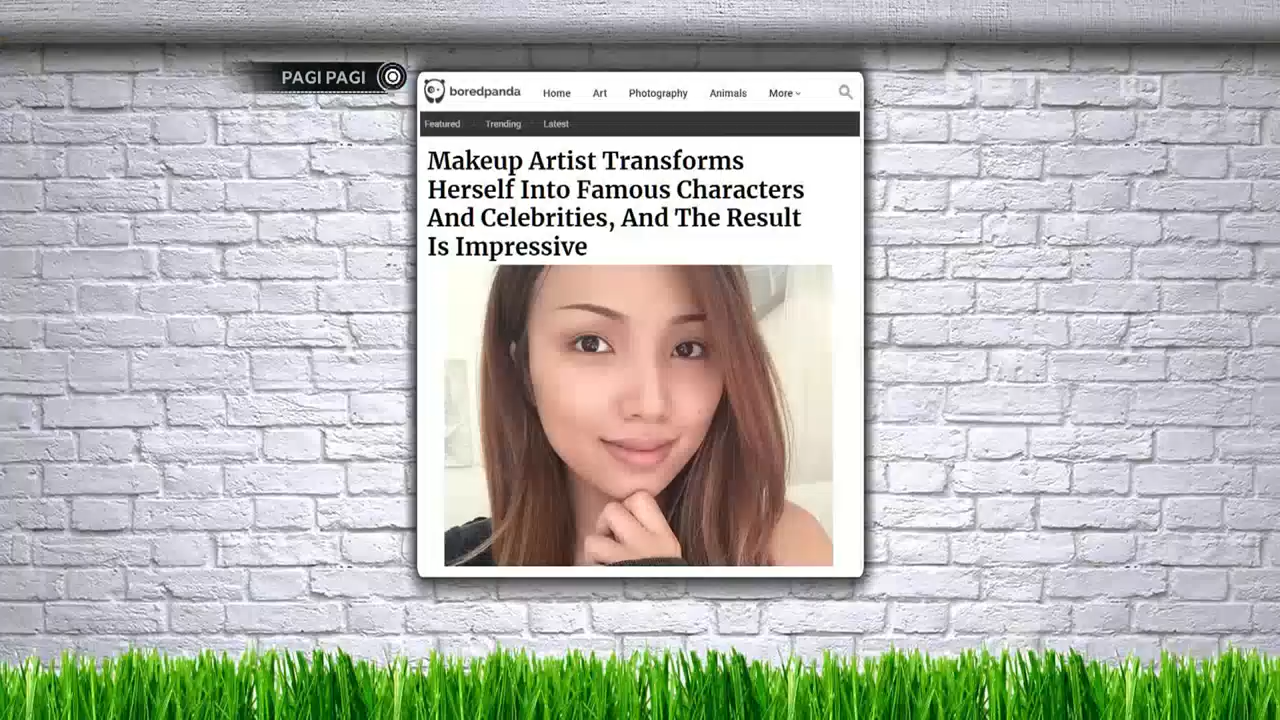 PAGI PAGI
boredpanda Home Art Photography Animals More
Featured Trending Latest
Makeup Artist Transforms
Herself Into Famous Characters
And Celebrities, And The Result
Is Impressive